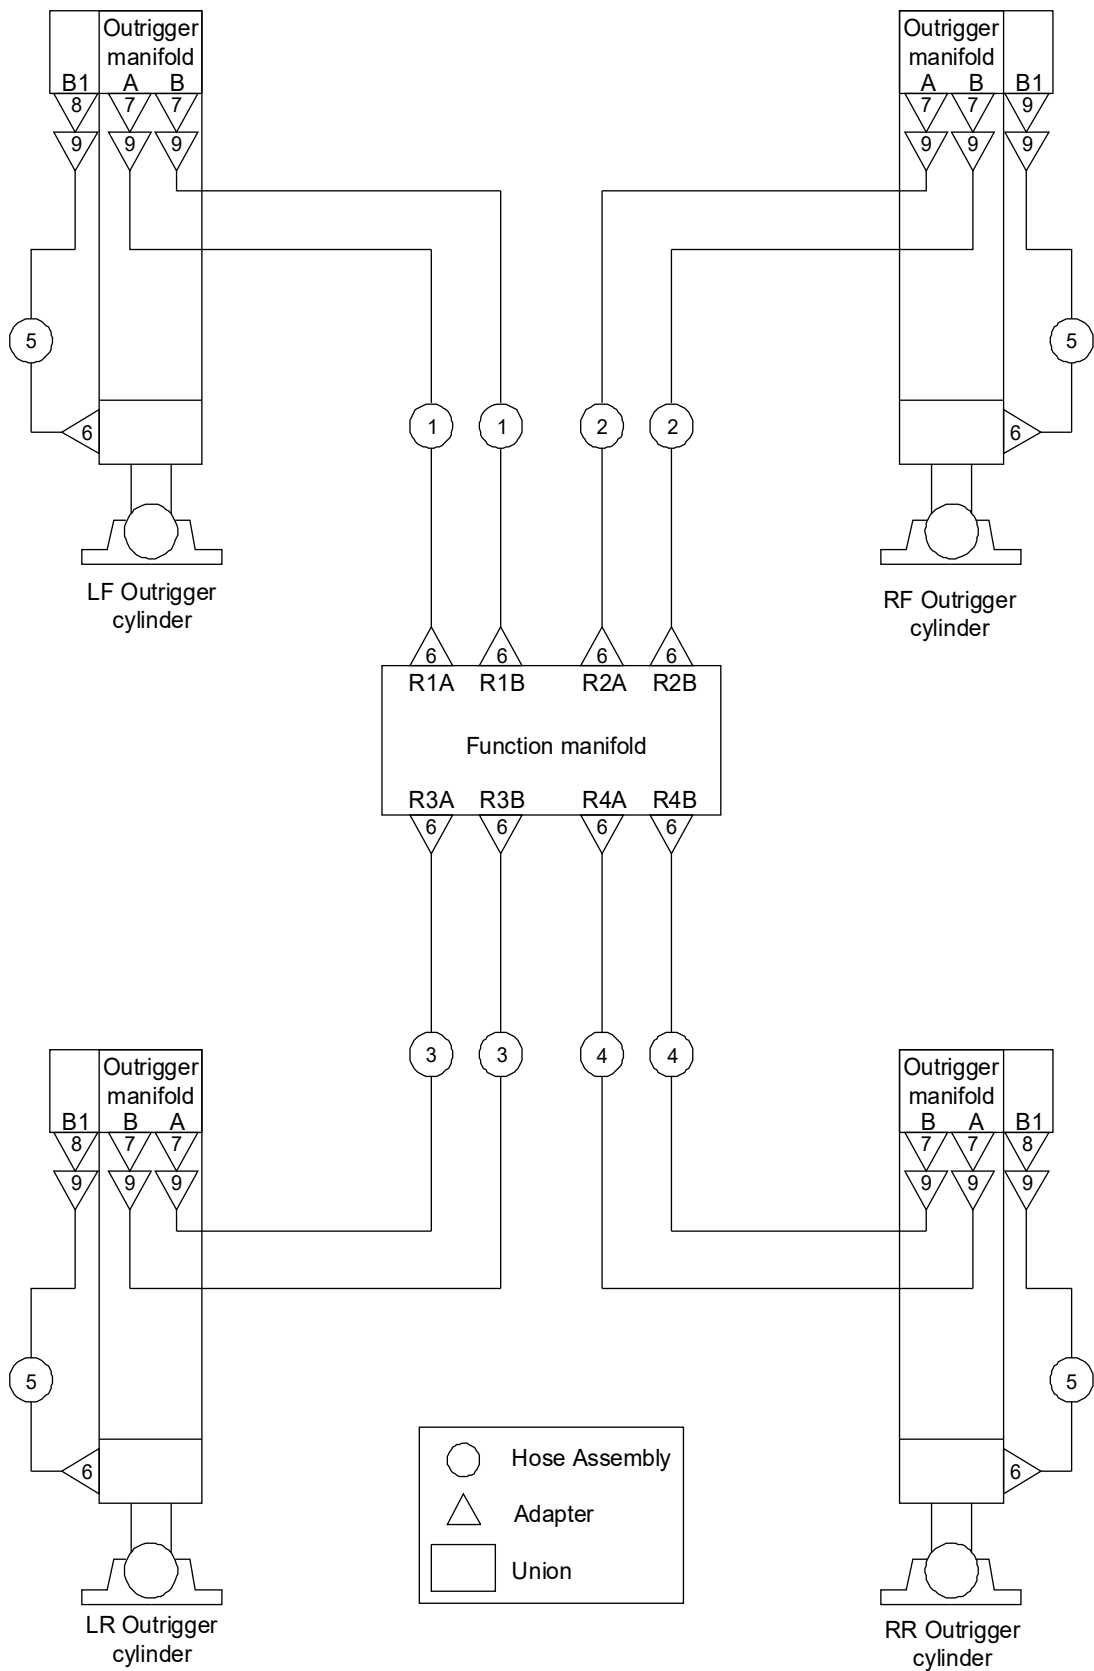 Outrigger
manifold
B1 A B
8 7 7
9 9 9
5
6
LF Outrigger
cylinder
Outrigger
manifold
A B B1
7 7 9
9 9 9
5
6
RF Outrigger
cylinder
1 1 2 2
6 6 6 6
R1A R1B R2A R2B
Function manifold
R3A R3B R4A R4B
6 6 6 6
3 3 4 4
Outrigger
manifold
B1 B A
8 7 7
9 9 9
5
6
LR Outrigger
cylinder
Outrigger
manifold
B A B1
7 7 8
9 9 9
5
6
RR Outrigger
cylinder
Hose Assembly
Adapter
Union